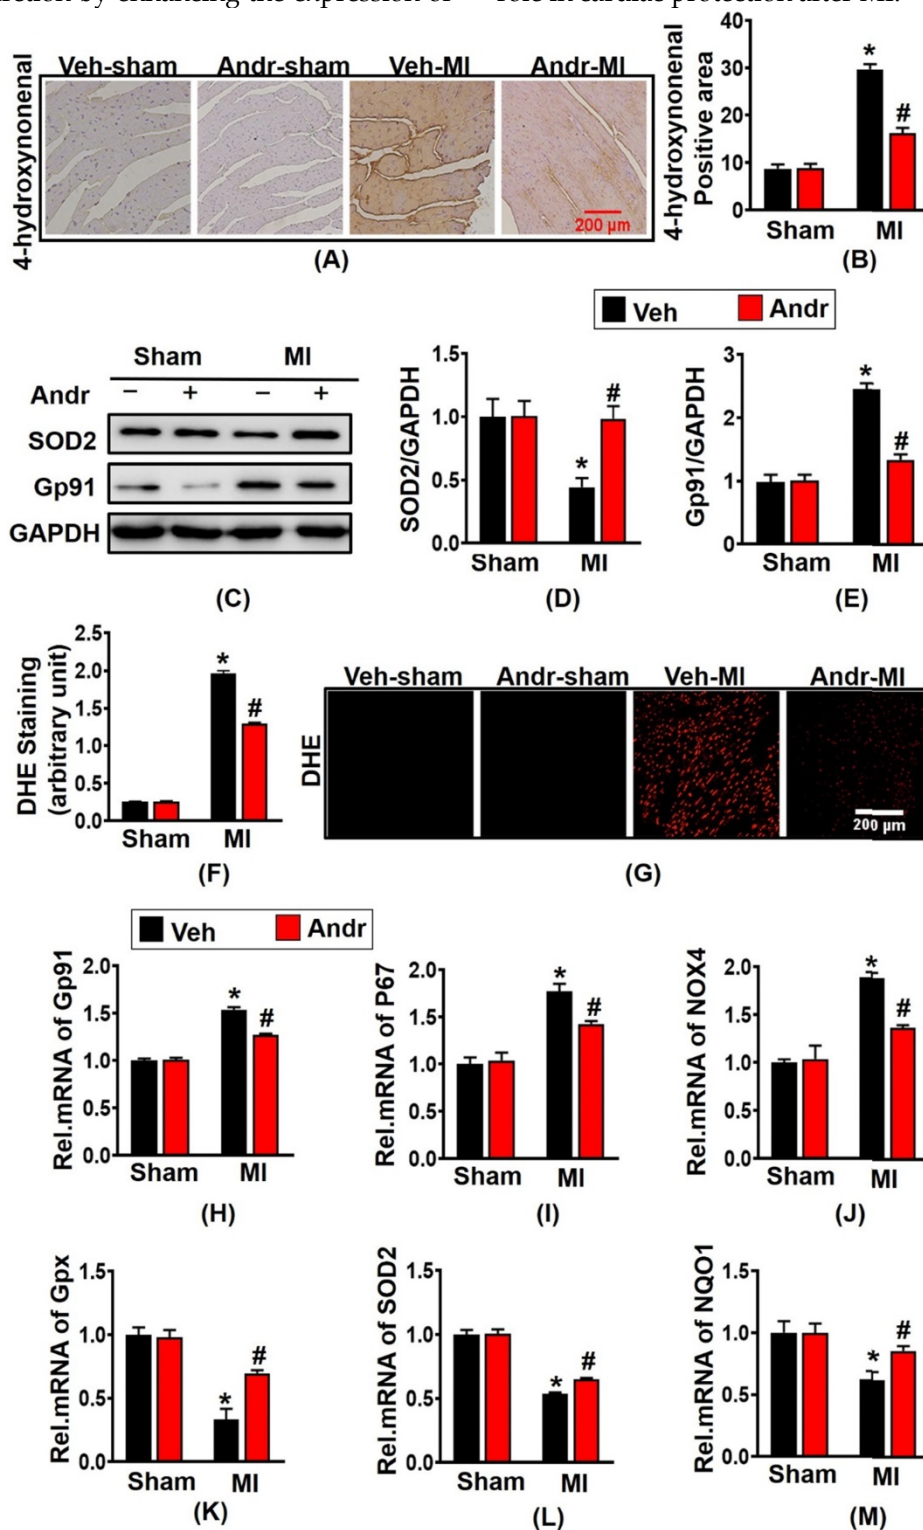 role in cardiac protection after MI.
Veh-sham Andr-sham Veh-MI Andr-MI
4-hydroxynonenal
200 µm
(A)
4-hydroxynonenal
Positive area
40
30
20
10
0
*
#
Sham MI
(B)
Veh Andr
Sham MI
Andr − + − +
SOD2
Gp91
GAPDH
(C)
SOD2/GAPDH
1.5
1.0
0.5
0.0
*
#
Sham MI
(D)
Gp91/GAPDH
3
2
1
0
*
#
Sham MI
(E)
DHE Staining
(arbitrary unit)
2.5
2.0
1.5
1.0
0.5
0.0
*
#
Sham MI
(F)
Veh-sham Andr-sham Veh-MI Andr-MI
DHE
200 µm
(G)
Veh Andr
Rel.mRNA of Gp91
2.0
1.5
1.0
0.5
0.0
*
#
Sham MI
(H)
Rel.mRNA of P67
2.0
1.5
1.0
0.5
0.0
*
#
Sham MI
(I)
Rel.mRNA of NOX4
2.0
1.5
1.0
0.5
0.0
*
#
Sham MI
(J)
Rel.mRNA of Gpx
1.5
1.0
0.5
0.0
*
#
Sham MI
(K)
Rel.mRNA of SOD2
1.5
1.0
0.5
0.0
*
#
Sham MI
(L)
Rel.mRNA of NQO1
1.5
1.0
0.5
0.0
*
#
Sham MI
(M)